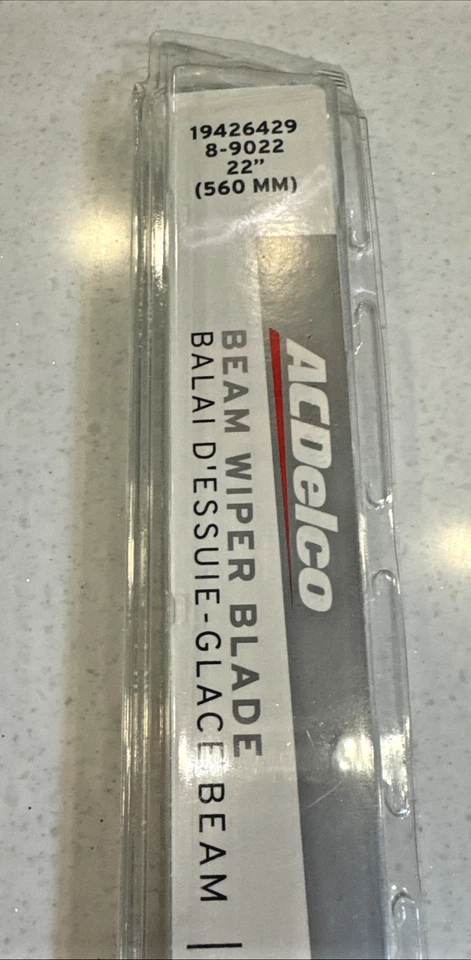 19426429
8-9022
22”
(560 MM)
ACDelco
BEAM WIPER BLADE
BALAI D'ESSUIE-GLACE BEAM